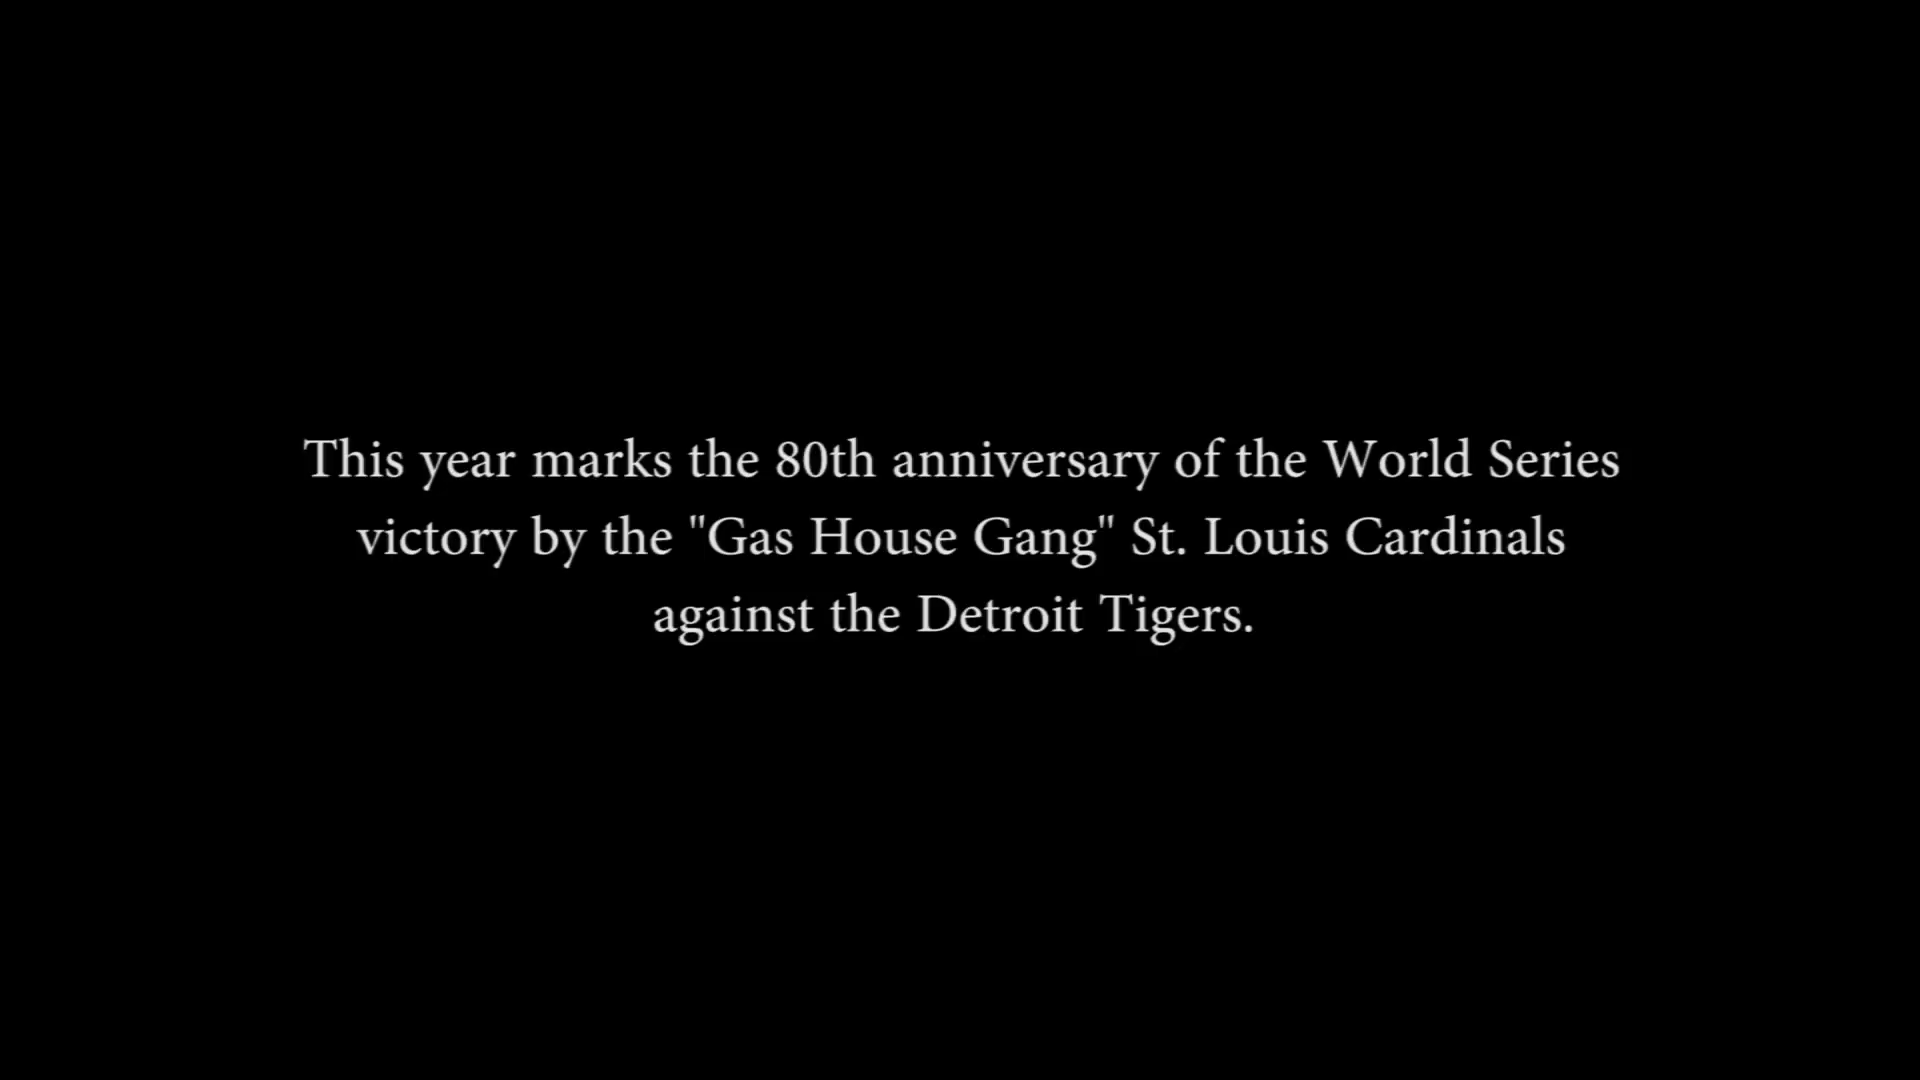 This year marks the 80th anniversary of the World Series
victory by the "Gas House Gang" St. Louis Cardinals
against the Detroit Tigers.